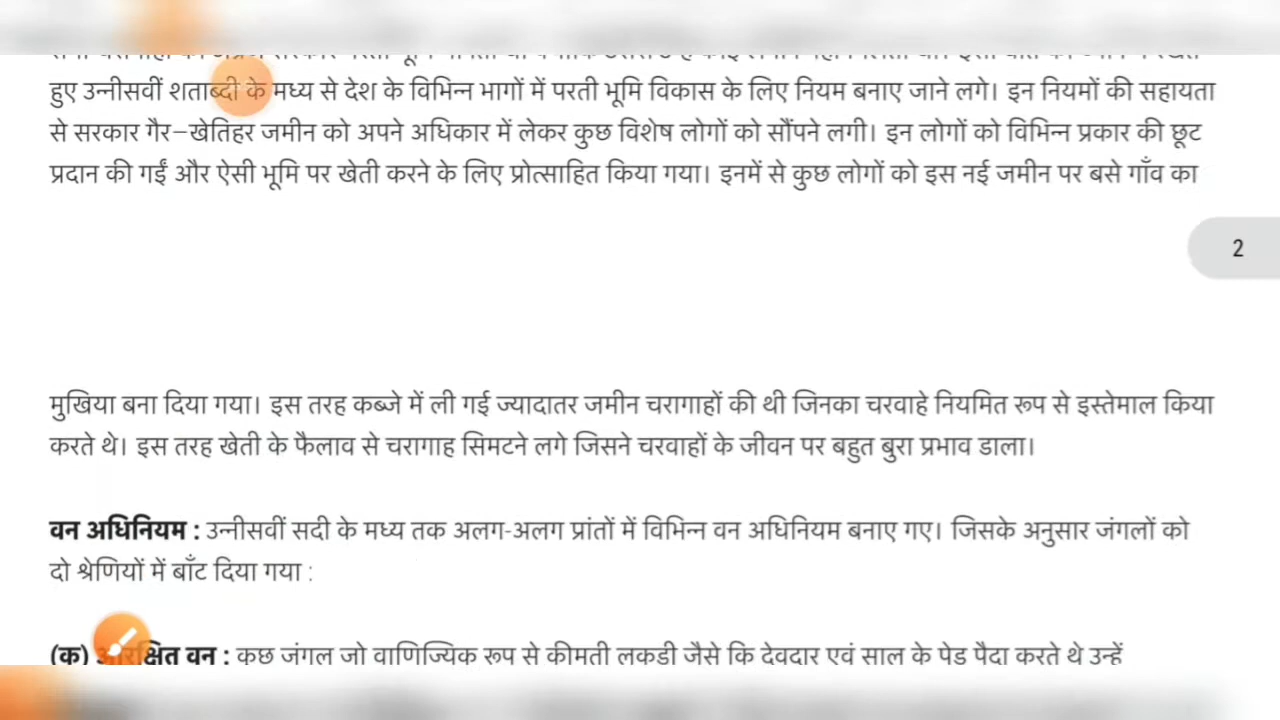 हुए उन्नीसवीं शताब्दी के मध्य से देश के विभिन्न भागों में परती भूमि विकास के लिए नियम बनाए जाने लगे। इन नियमों की सहायता
से सरकार गैर–खेतिहर जमीन को अपने अधिकार में लेकर कुछ विशेष लोगों को सौंपने लगी। इन लोगों को विभिन्न प्रकार की छूट
प्रदान की गईं और ऐसी भूमि पर खेती करने के लिए प्रोत्साहित किया गया। इनमें से कुछ लोगों को इस नई जमीन पर बसे गाँव का
2
मुखिया बना दिया गया। इस तरह कब्जे में ली गई ज्यादातर जमीन चरागाहों की थी जिनका चरवाहे नियमित रूप से इस्तेमाल किया
करते थे। इस तरह खेती के फैलाव से चरागाह सिमटने लगे जिसने चरवाहों के जीवन पर बहुत बुरा प्रभाव डाला।
वन अधिनियम : उन्नीसवीं सदी के मध्य तक अलग-अलग प्रांतों में विभिन्न वन अधिनियम बनाए गए। जिसके अनुसार जंगलों को
दो श्रेणियों में बाँट दिया गया :
(क) आरक्षित वन : कुछ जंगल जो वाणिज्यिक रूप से कीमती लकड़ी जैसे कि देवदार एवं साल के पेड़ पैदा करते थे उन्हें